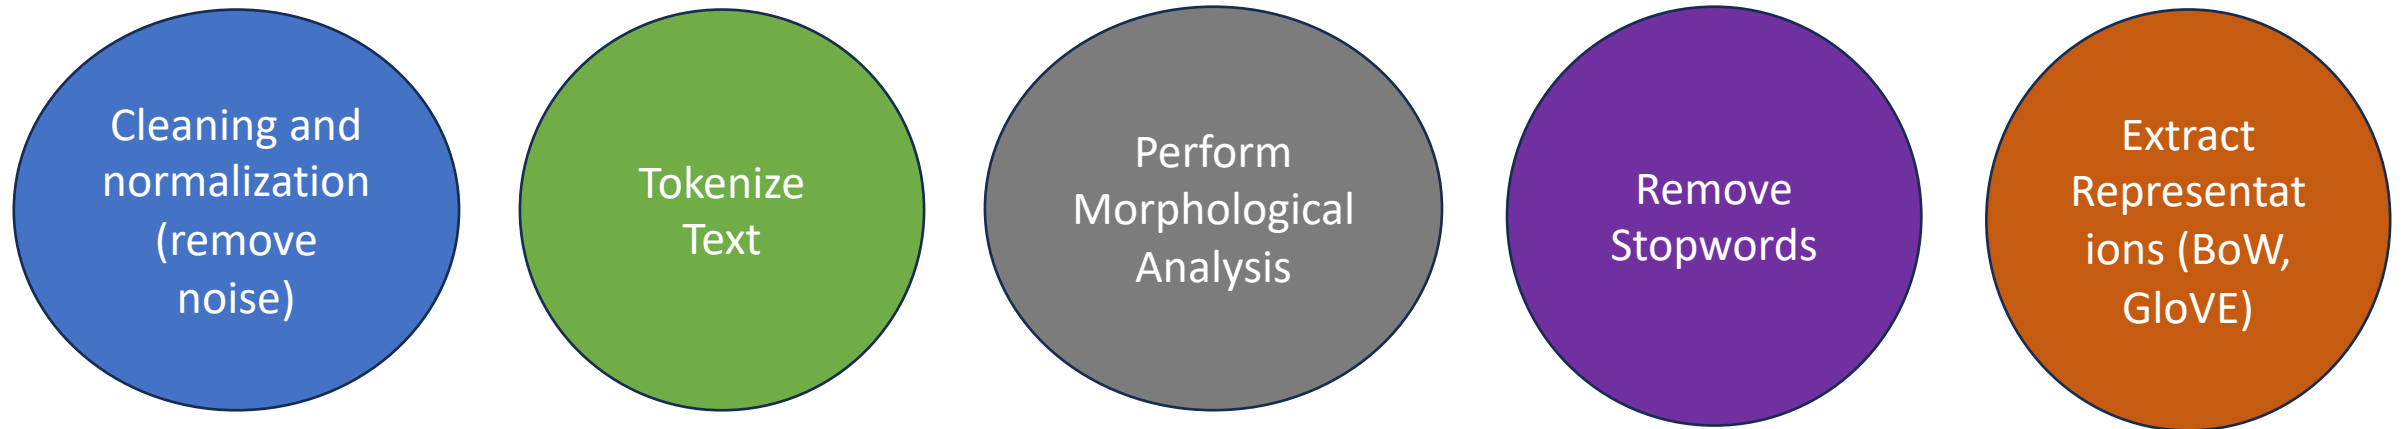 Cleaning and
normalization
(remove
noise)
Tokenize
Text
Perform
Morphological
Analysis
Remove
Stopwords
Extract
Representat
ions (BoW,
GloVE)